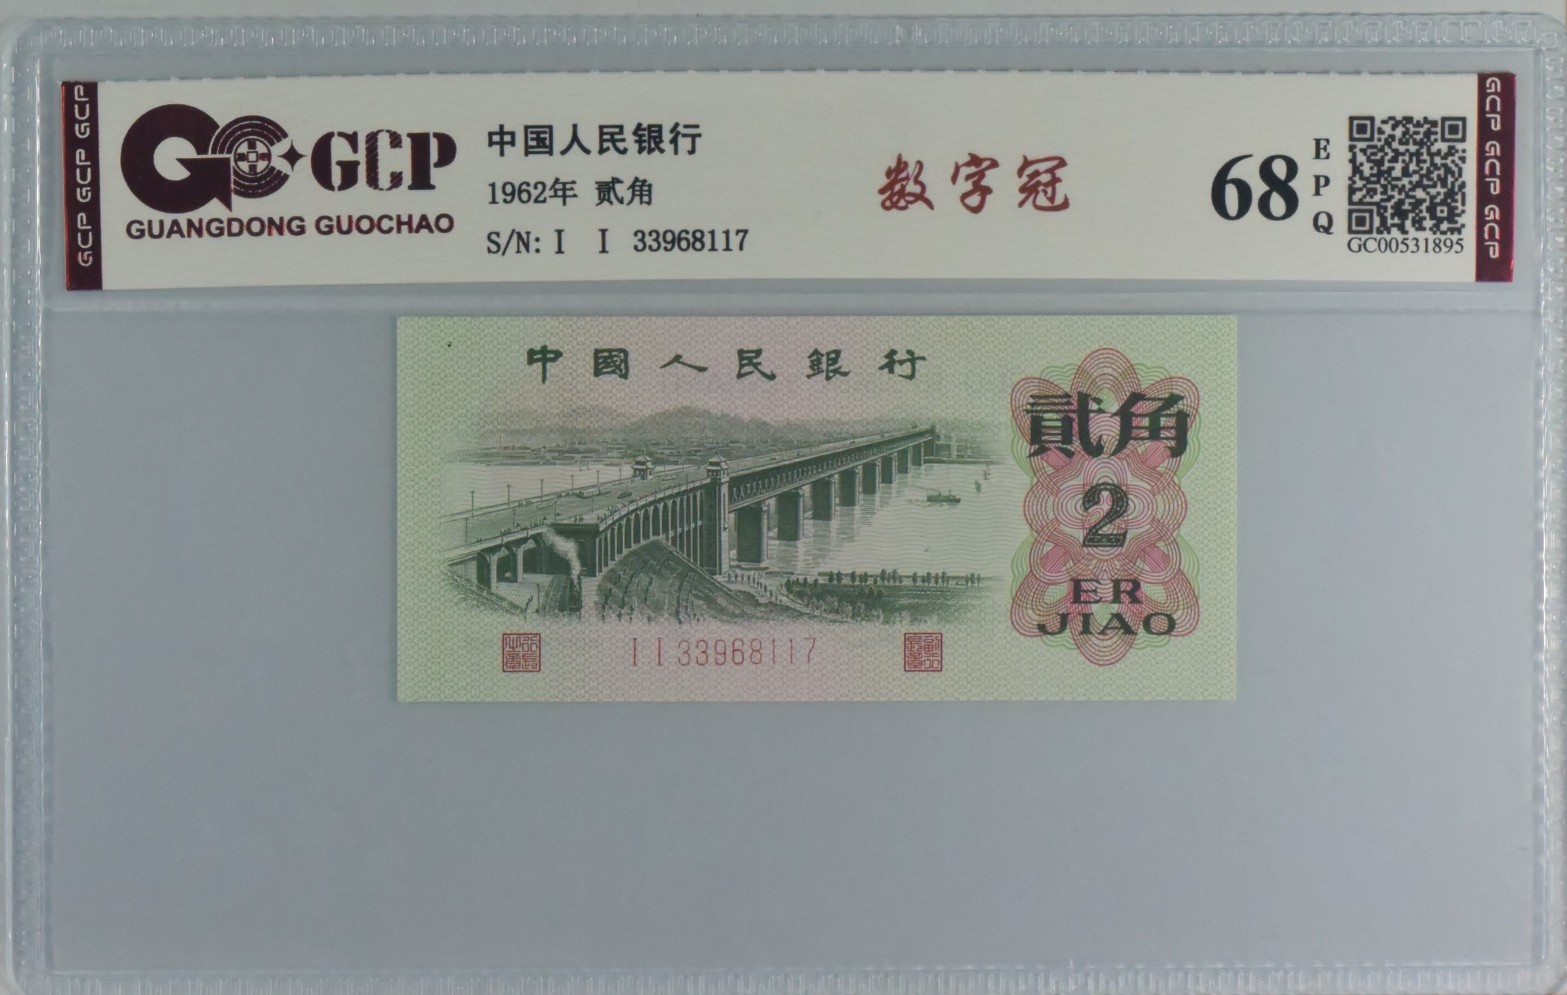 GCP GCP GCP
GCP
GUANGDONG GUOCHAO
中国人民银行
1962年 贰角
S/N: I I 33968117
数字冠
68
EPQ
GC00531895
GCP GCP GCP
中國人民銀行
貳角
2
ER
JIAO
I I 33968117